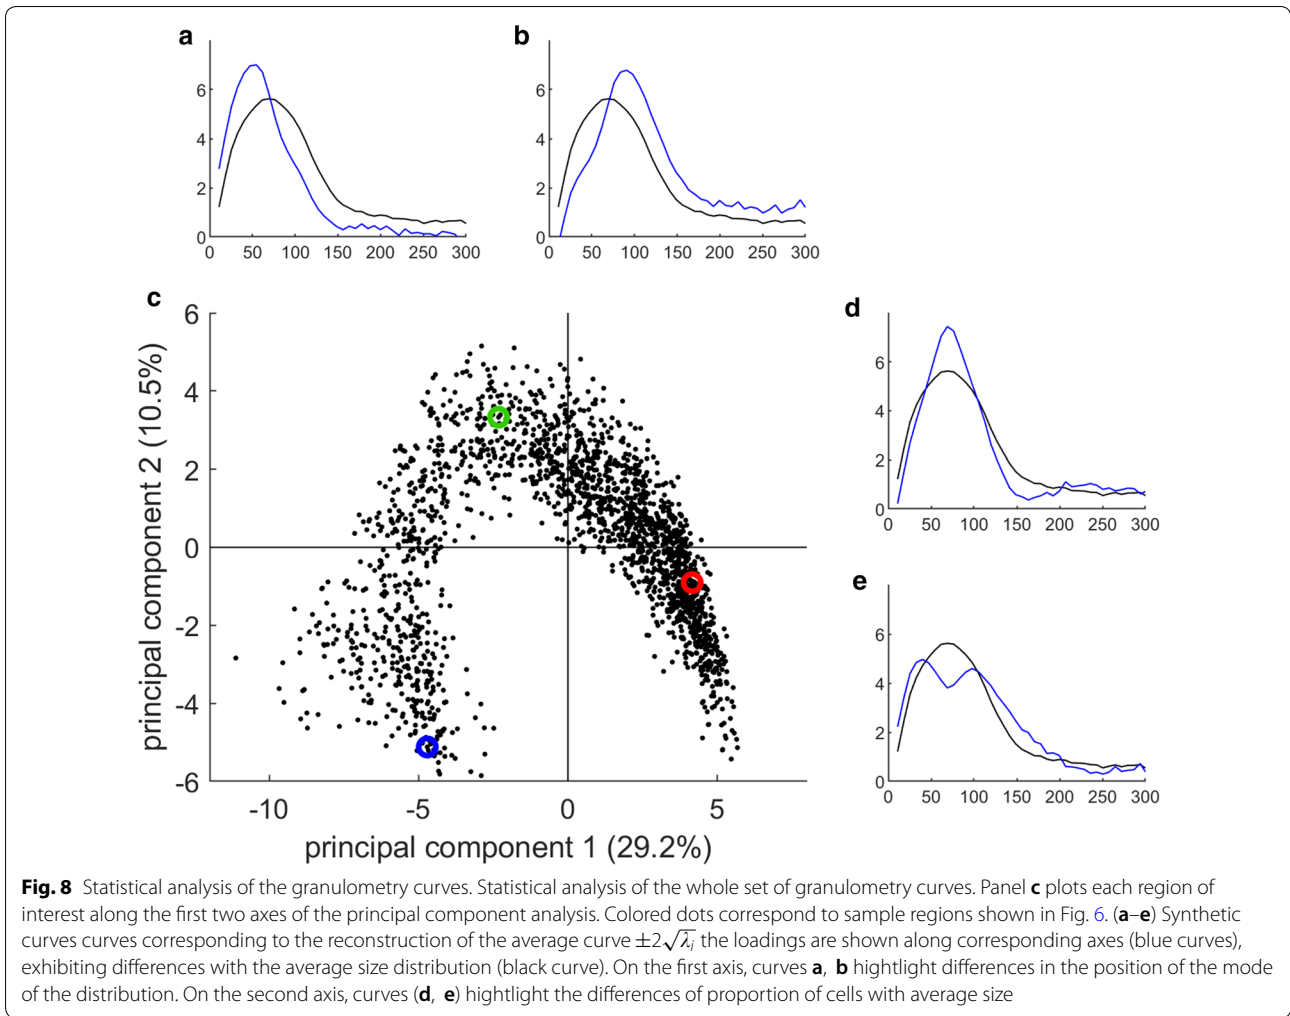 a
b
6
4
2
0
0 50 100 150 200 250 300
6
4
2
0
0 50 100 150 200 250 300
c
6
4
2
0
-2
-4
-6
-10 -5 0 5
principal component 2 (10.5%)
principal component 1 (29.2%)
d
6
4
2
0
0 50 100 150 200 250 300
e
6
4
2
0
0 50 100 150 200 250 300
Fig. 8 Statistical analysis of the granulometry curves. Statistical analysis of the whole set of granulometry curves. Panel c plots each region of
interest along the first two axes of the principal component analysis. Colored dots correspond to sample regions shown in Fig. 6. (a–e) Synthetic
curves curves corresponding to the reconstruction of the average curve ±2√λi the loadings are shown along corresponding axes (blue curves),
exhibiting differences with the average size distribution (black curve). On the first axis, curves a, b hightlight differences in the position of the mode
of the distribution. On the second axis, curves (d, e) hightlight the differences of proportion of cells with average size